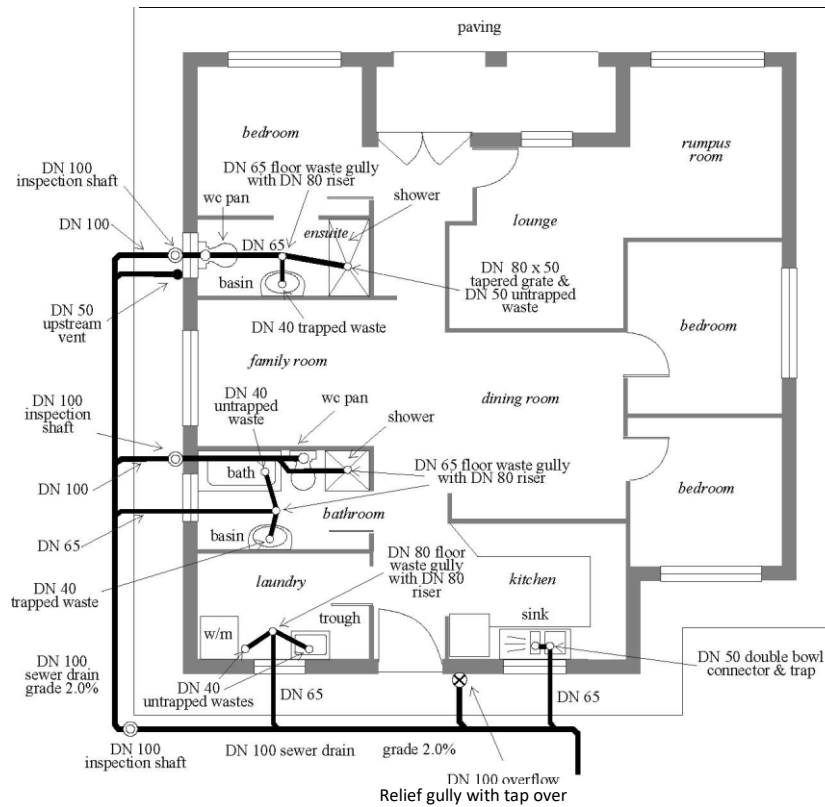 paving
bedroom
DN 65 floor waste gully
with DN 80 riser
rumpus
room
DN 100
inspection shaft
wc pan
shower
DN 100
ensuite
DN 65
lounge
basin
DN 80 x 50
tapered grate &
DN 50 untrapped
waste
DN 50
upstream
vent
DN 40 trapped waste
bedroom
family room
DN 40
untrapped
waste
wc pan
dining room
DN 100
inspection
shaft
shower
DN 65 floor waste gully
with DN 80 riser
bath
DN 100
bedroom
bathroom
basin
DN 65
DN 80 floor
waste gully
with DN 80
riser
DN 40
trapped waste
laundry
kitchen
trough
sink
w/m
DN 100
sewer drain
grade 2.0%
DN 40
untrapped wastes
DN 50 double bowl
connector & trap
DN 65
DN 65
DN 100
inspection shaft
DN 100 sewer drain
grade 2.0%
DN 100 overflow
Relief gully with tap over